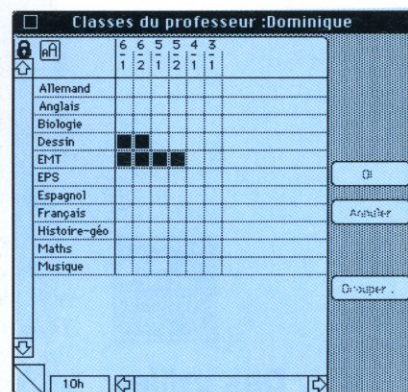 Classes du professeur :Dominique
aA
6 6 5 5 4 3
- - - - - -
1 2 1 2 1 1
Allemand
Anglais
Biologie
Dessin
EMT
EPS
Espagnol
Français
Histoire-géo
Maths
Musique
Annuler
Grouper
10h